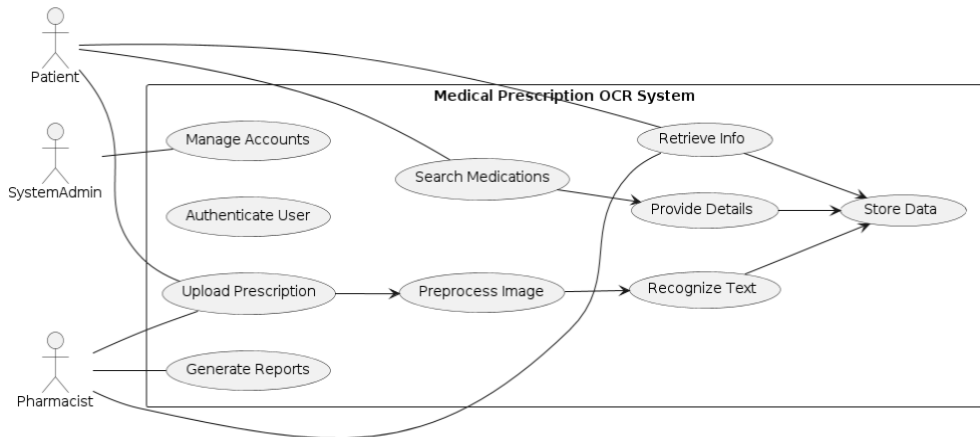 Patient
Medical Prescription OCR System
Manage Accounts
Retrieve Info
SystemAdmin
Search Medications
Authenticate User
Provide Details
Store Data
Upload Prescription
Preprocess Image
Recognize Text
Generate Reports
Pharmacist